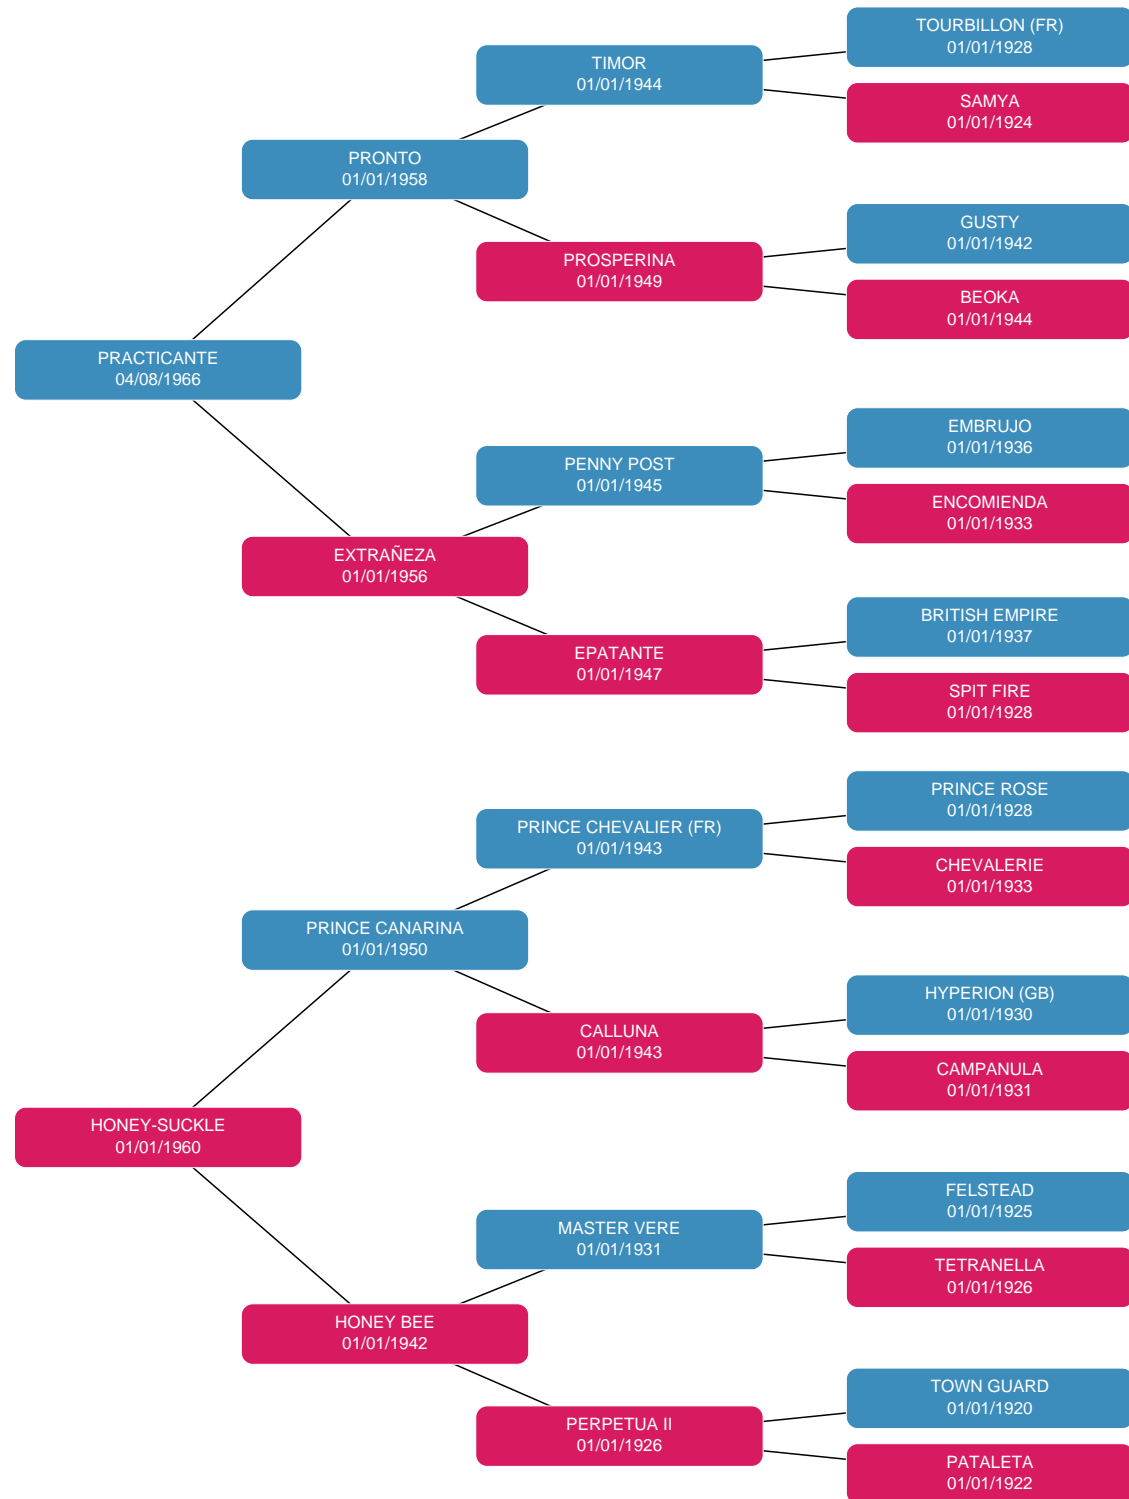 TOURBILLON (FR)
01/01/1928
TIMOR
01/01/1944
SAMYA
01/01/1924
PRONTO
01/01/1958
GUSTY
01/01/1942
PROSPERINA
01/01/1949
BEOKA
01/01/1944
PRACTICANTE
04/08/1966
EMBRUJO
01/01/1936
PENNY POST
01/01/1945
ENCOMIENDA
01/01/1933
EXTRAÑEZA
01/01/1956
BRITISH EMPIRE
01/01/1937
EPATANTE
01/01/1947
SPIT FIRE
01/01/1928
PRINCE ROSE
01/01/1928
PRINCE CHEVALIER (FR)
01/01/1943
CHEVALERIE
01/01/1933
PRINCE CANARINA
01/01/1950
HYPERION (GB)
01/01/1930
CALLUNA
01/01/1943
CAMPANULA
01/01/1931
HONEY-SUCKLE
01/01/1960
FELSTEAD
01/01/1925
MASTER VERE
01/01/1931
TETRANELLA
01/01/1926
HONEY BEE
01/01/1942
TOWN GUARD
01/01/1920
PERPETUA II
01/01/1926
PATALETA
01/01/1922